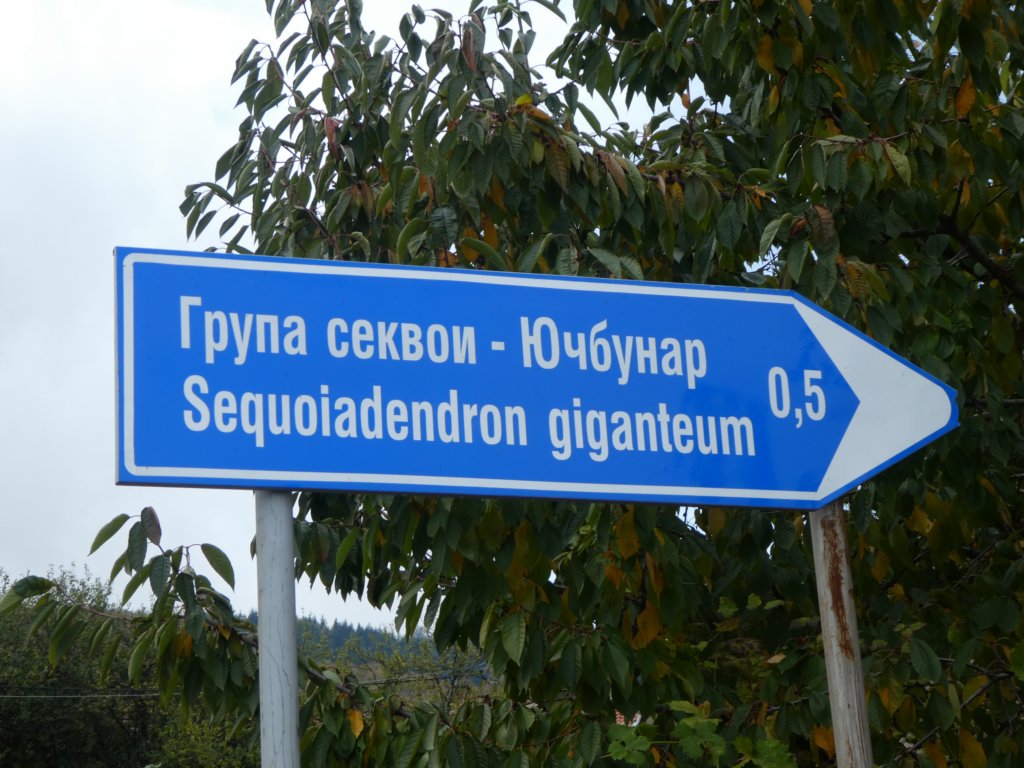 Група секвои - Ючбунар
Sequoiadendron giganteum
0,5